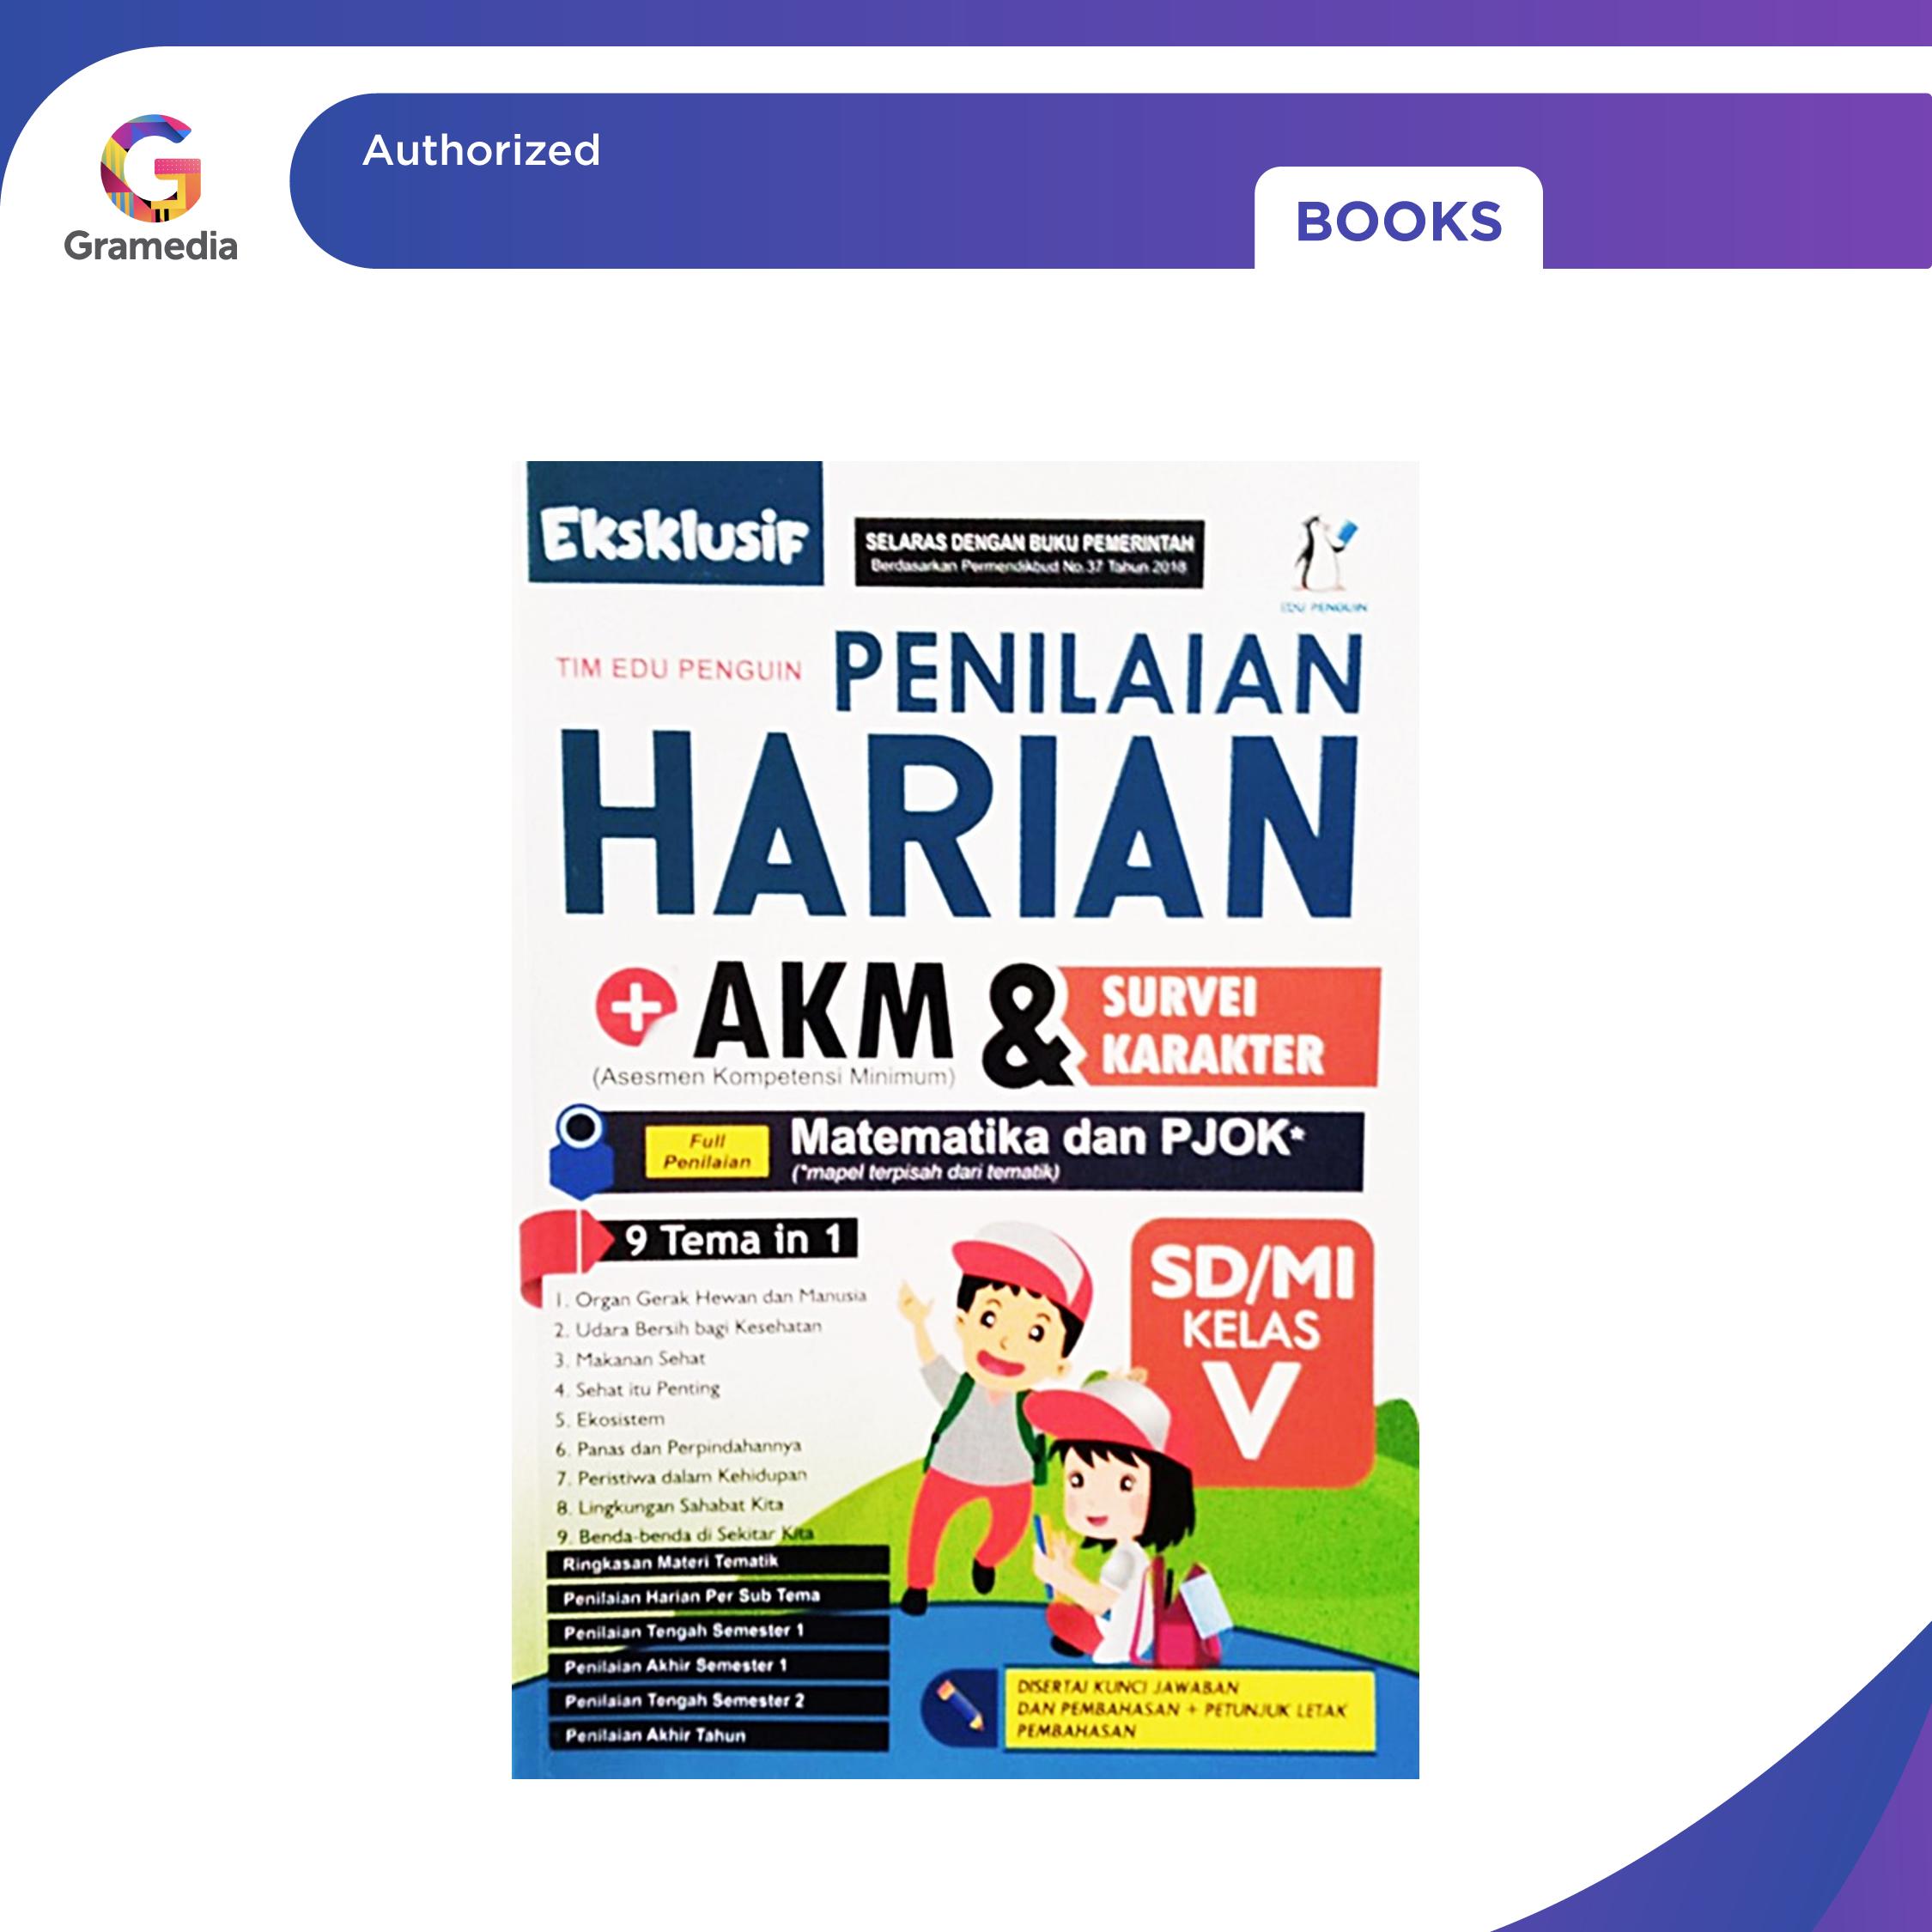 Authorized
Gramedia
BOOKS
Eksklusif
SELARAS DENGAN BUKU PEMERINTAH
Berdasarkan Permendikbud No.37 Tahun 2018
EDU PENGUIN
TIM EDU PENGUIN
PENILAIAN
HARIAN
+ AKM & SURVEI KARAKTER
(Asesmen Kompetensi Minimum)
Full Penilaian
Matematika dan PJOK*
(*mapel terpisah dari tematik)
9 Tema in 1
1. Organ Gerak Hewan dan Manusia
2. Udara Bersih bagi Kesehatan
3. Makanan Sehat
4. Sehat itu Penting
5. Ekosistem
6. Panas dan Perpindahannya
7. Peristiwa dalam Kehidupan
8. Lingkungan Sahabat Kita
9. Benda-benda di Sekitar Kita
SD/MI
KELAS
V
Ringkasan Materi Tematik
Penilaian Harian Per Sub Tema
Penilaian Tengah Semester 1
Penilaian Akhir Semester 1
Penilaian Tengah Semester 2
Penilaian Akhir Tahun
DISERTAI KUNCI JAWABAN
DAN PEMBAHASAN + PETUNJUK LETAK
PEMBAHASAN